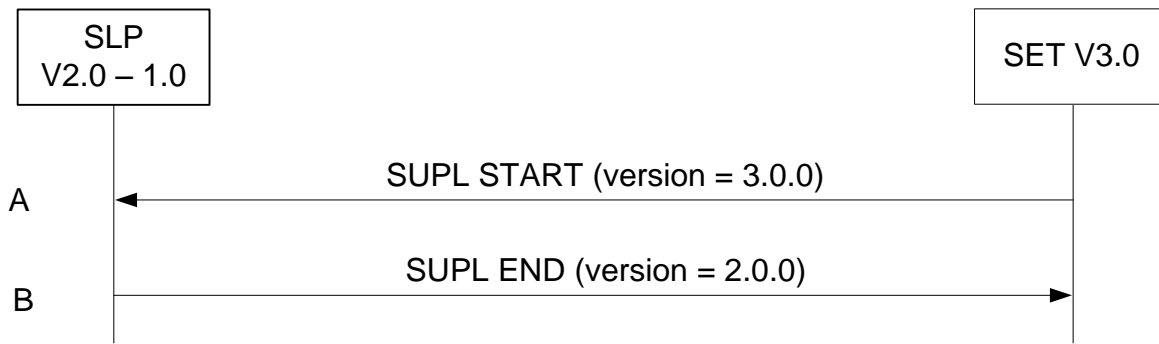 SLP
V2.0 – 1.0
SET V3.0
SUPL START (version = 3.0.0)
A
SUPL END (version = 2.0.0)
B